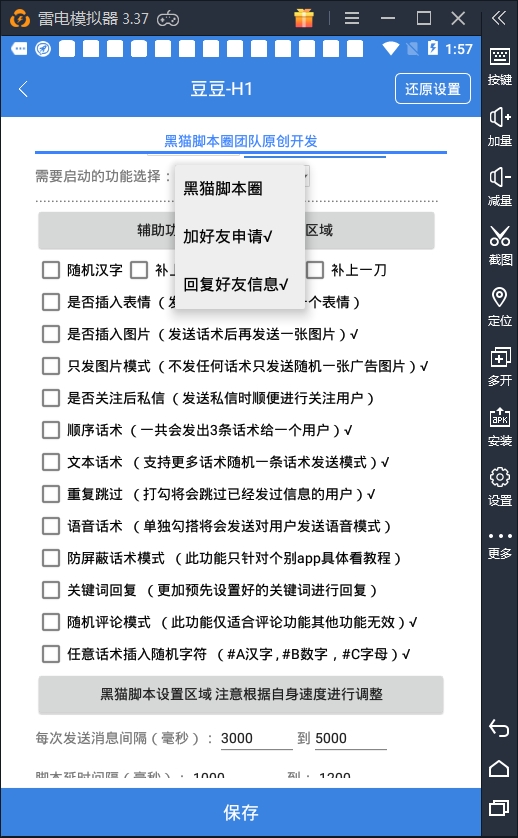 雷电模拟器 3.37
1:57
豆豆-H1
还原设置
黑猫脚本圈团队原创开发
需要启动的功能选择：
黑猫脚本圈
加好友申请√
回复好友信息√
辅助功
区域
随机汉字
补上一刀
是否插入表情（发
个表情）
是否插入图片（发送话术后再发送一张图片）√
只发图片模式（不发任何话术只发送随机一张广告图片）√
是否关注后私信（发送私信时顺便进行关注用户）
顺序话术（一共会发出3条话术给一个用户）√
文本话术（支持更多话术随机一条话术发送模式）√
重复跳过（打勾将会跳过已经发过信息的用户）√
语音话术（单独勾搭将会发送对用户发送语音模式）
防屏蔽话术模式（此功能只针对个别app具体看教程）
关键词回复（更加预先设置好的关键词进行回复）
随机评论模式（此功能仅适合评论功能其他功能无效）√
任意话术插入随机字符（#A汉字,#B数字，#C字母）√
黑猫脚本设置区域 注意根据自身速度进行调整
每次发送消息间隔（毫秒）： 3000 到 5000
脚本延时间隔（毫秒）： 1000 到： 1200
保存
按键
加量
减量
截图
定位
多开
APK
安装
设置
更多